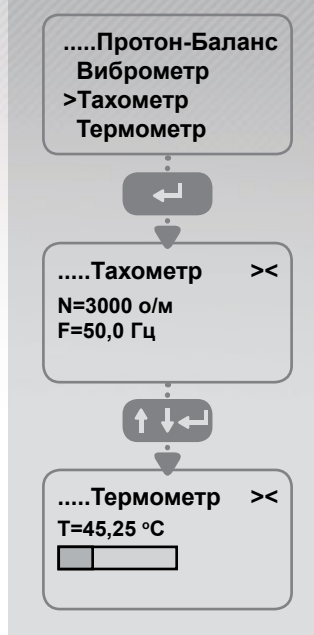 .....Протон-Баланс
Виброметр
>Тахометр
Термометр
.....Тахометр ><
N=3000 о/м
F=50,0 Гц
.....Термометр ><
T=45,25 °C